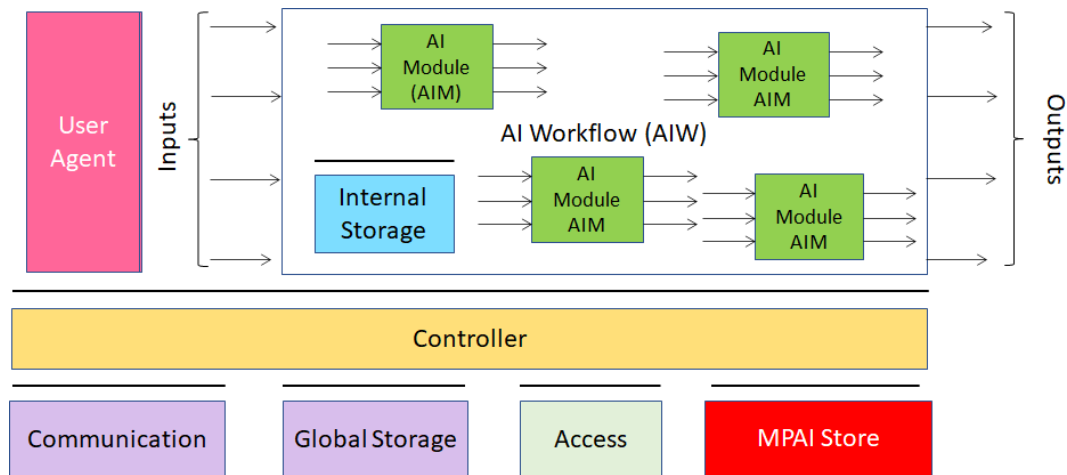 User
Agent
Inputs
AI
Module
(AIM)
AI
Module
AIM
AI Workflow (AIW)
Internal
Storage
AI
Module
AIM
AI
Module
AIM
Outputs
Controller
Communication
Global Storage
Access
MPAI Store